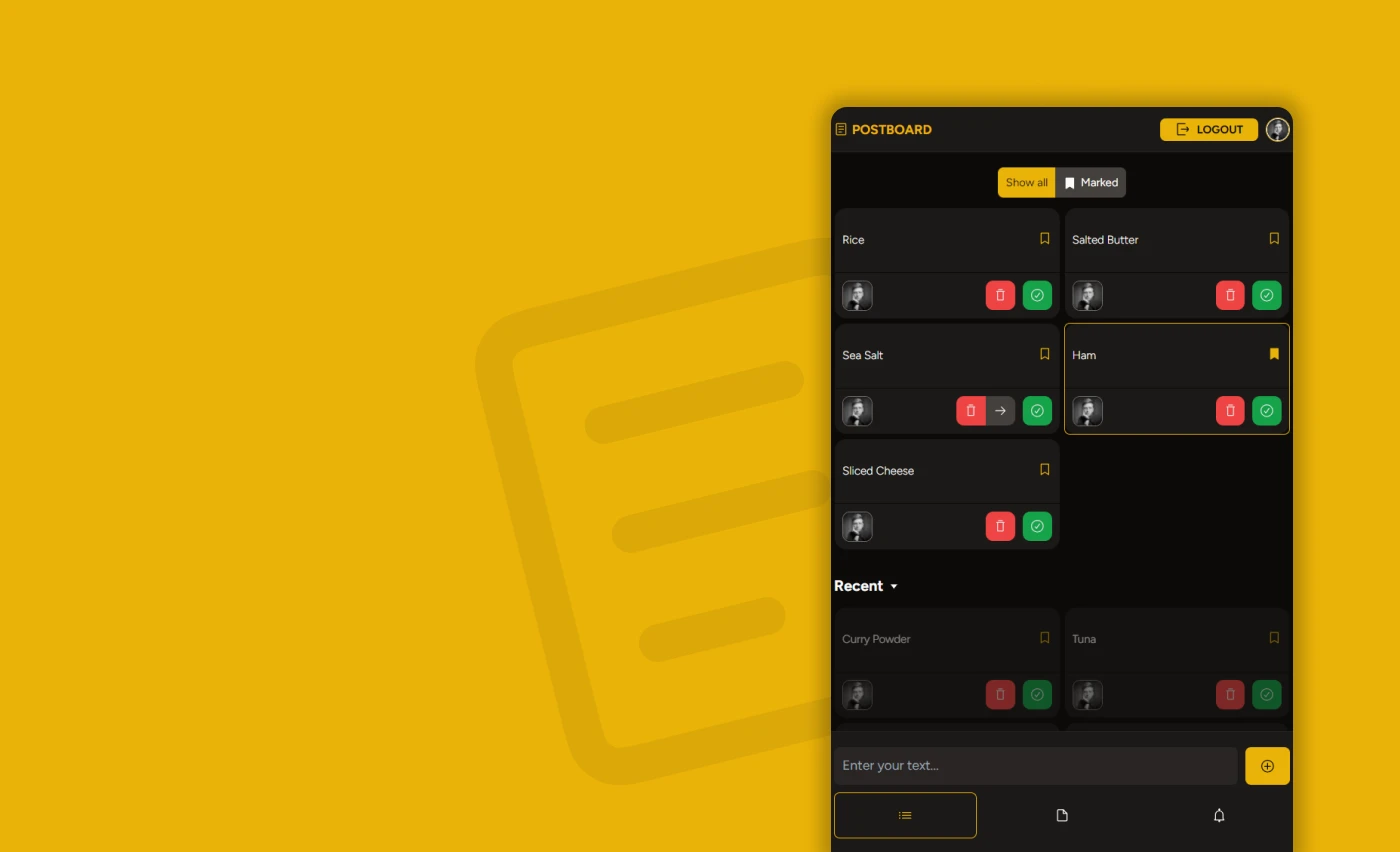 POSTBOARD
LOGOUT
Show all
Marked
Rice
Salted Butter
Sea Salt
Ham
Sliced Cheese
Recent
Curry Powder
Tuna
Enter your text...